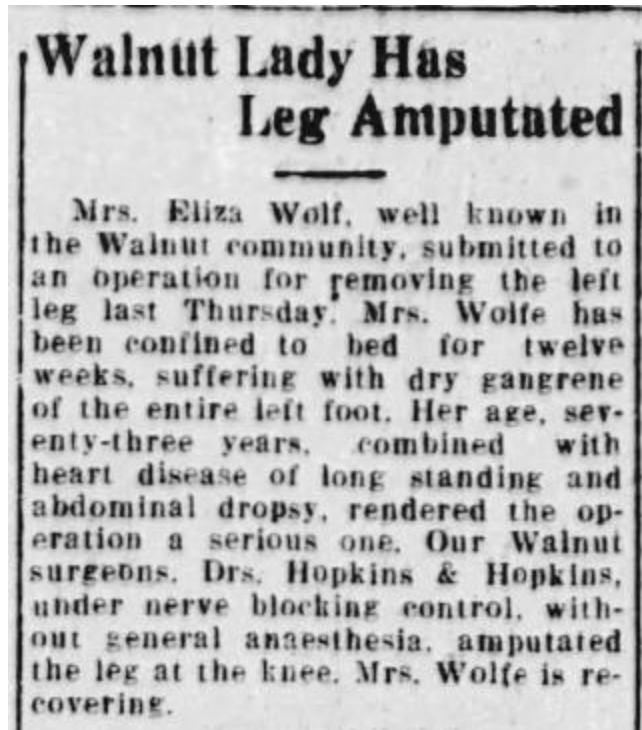 Walnut Lady Has
Leg Amputated
Mrs. Eliza Wolf, well known in
the Walnut community, submitted to
an operation for removing the left
leg last Thursday. Mrs. Wolfe has
been confined to bed for twelve
weeks, suffering with dry gangrene
of the entire left foot. Her age, sev-
enty-three years, combined with
heart disease of long standing and
abdominal dropsy, rendered the op-
eration a serious one. Our Walnut
surgeons, Drs. Hopkins & Hopkins,
under nerve blocking control, with-
out general anaesthesia, amputated
the leg at the knee. Mrs. Wolfe is re-
covering.